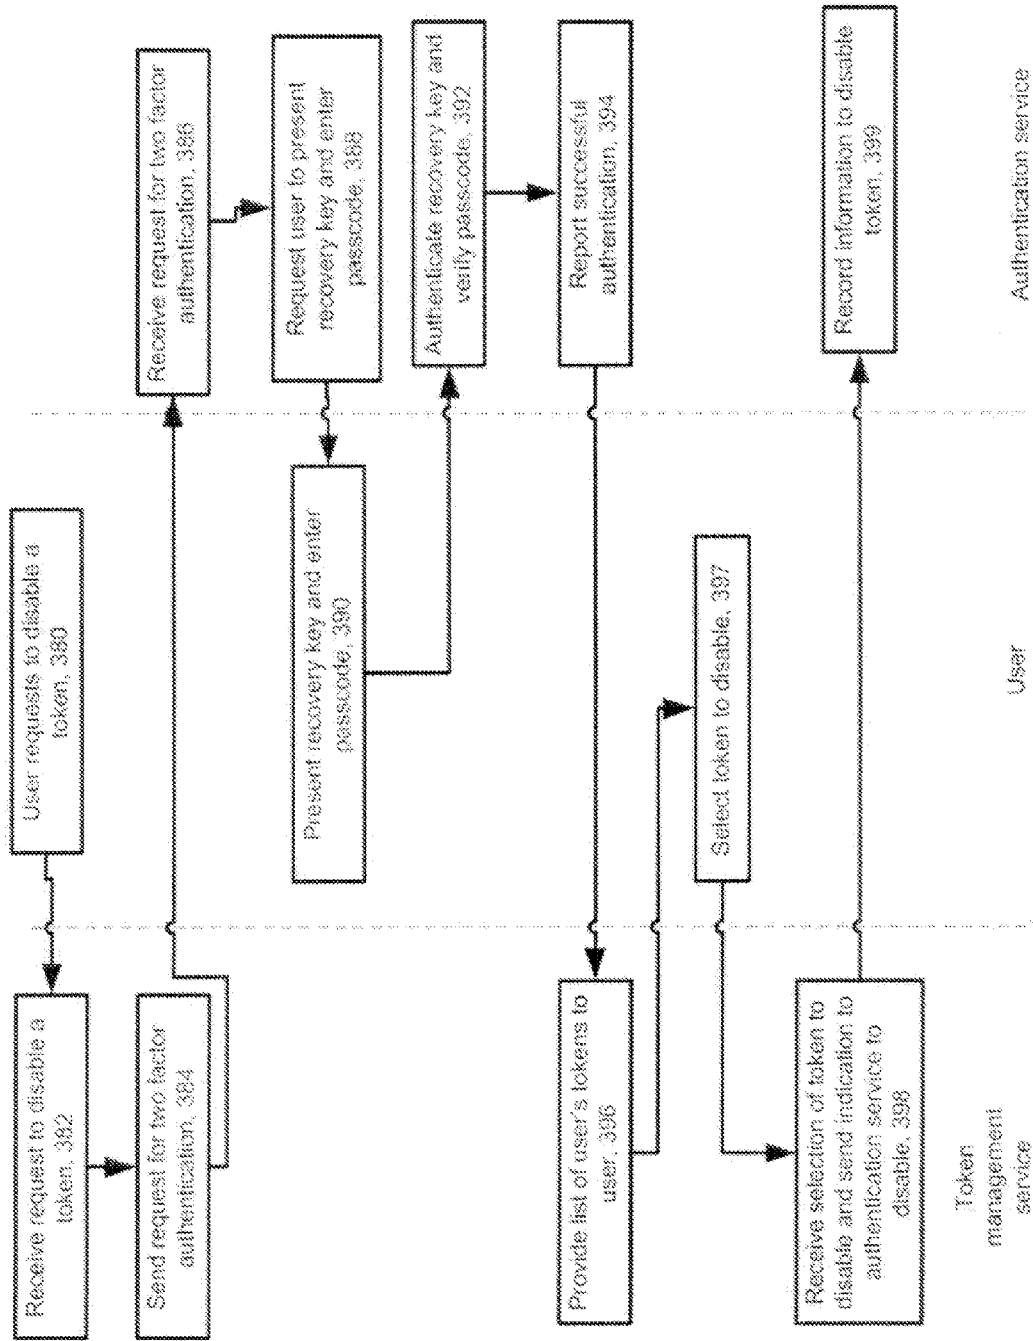 User requests to disable a
token, 380
Receive request to disable a
token, 382
Send request for two factor
authentication, 384
Receive request for two factor
authentication, 386
Request user to present
recovery key and enter
passcode, 388
Present recovery key and enter
passcode, 390
Authenticate recovery key and
verify passcode, 392
Report successful
authentication, 394
Provide list of user's tokens to
user, 396
Select token to disable, 397
Receive selection of token to
disable and send indication to
authentication service to
disable, 398
Record information to disable
token, 399
Token
management
service
User
Authentication service